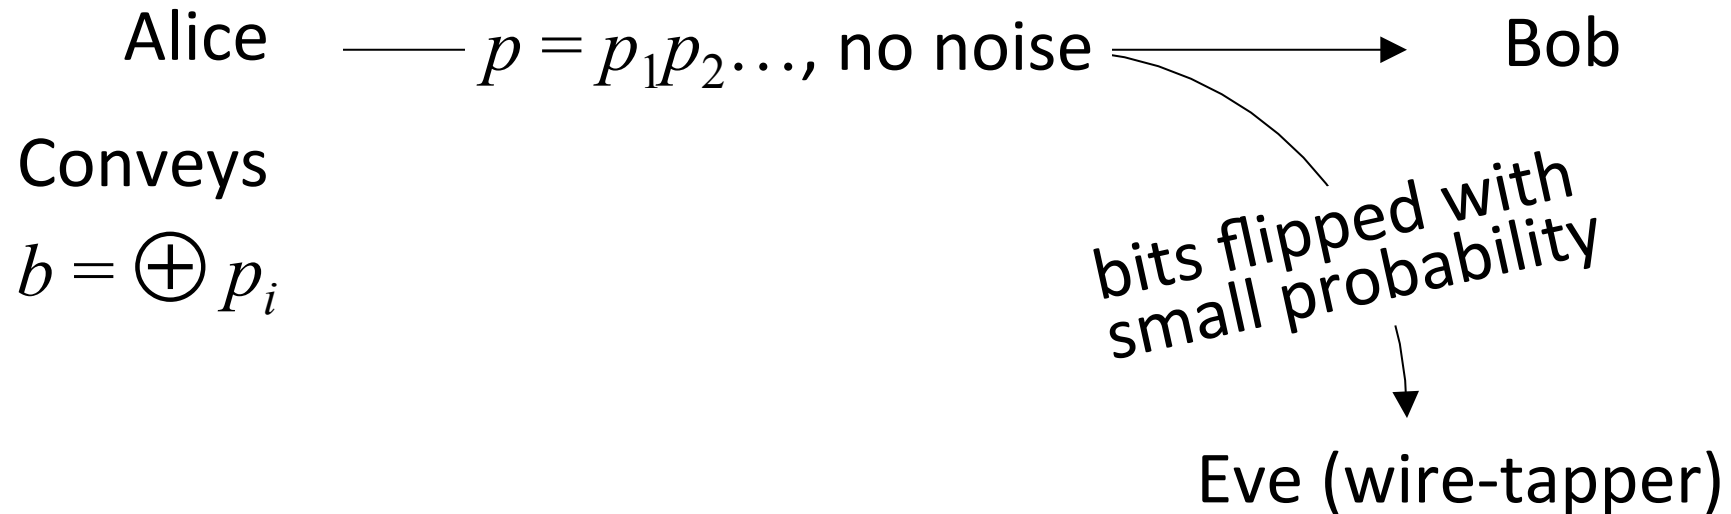 Alice p = p₁p₂…, no noise Bob
Conveys
b = ⊕ pᵢ
bits flipped with
small probability
Eve (wire-tapper)